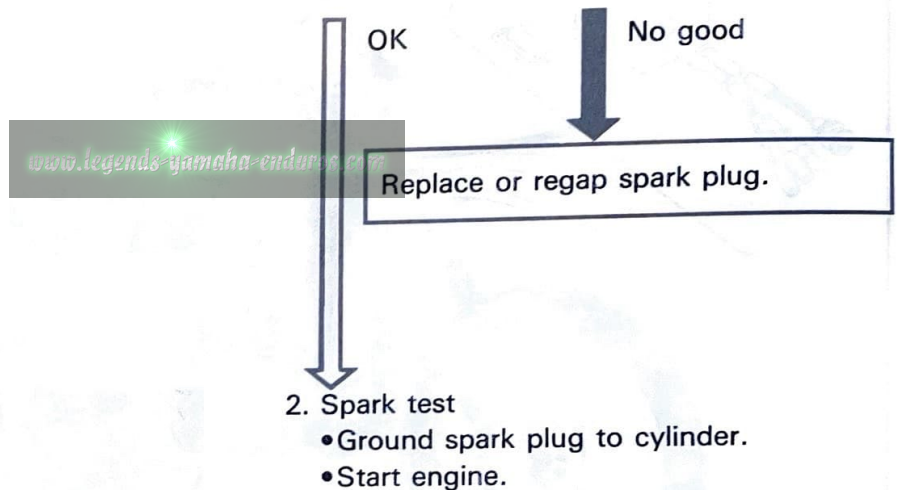 OK
No good
www.legends-yamaha-enduros.com
Replace or regap spark plug.
2. Spark test
•Ground spark plug to cylinder.
•Start engine.